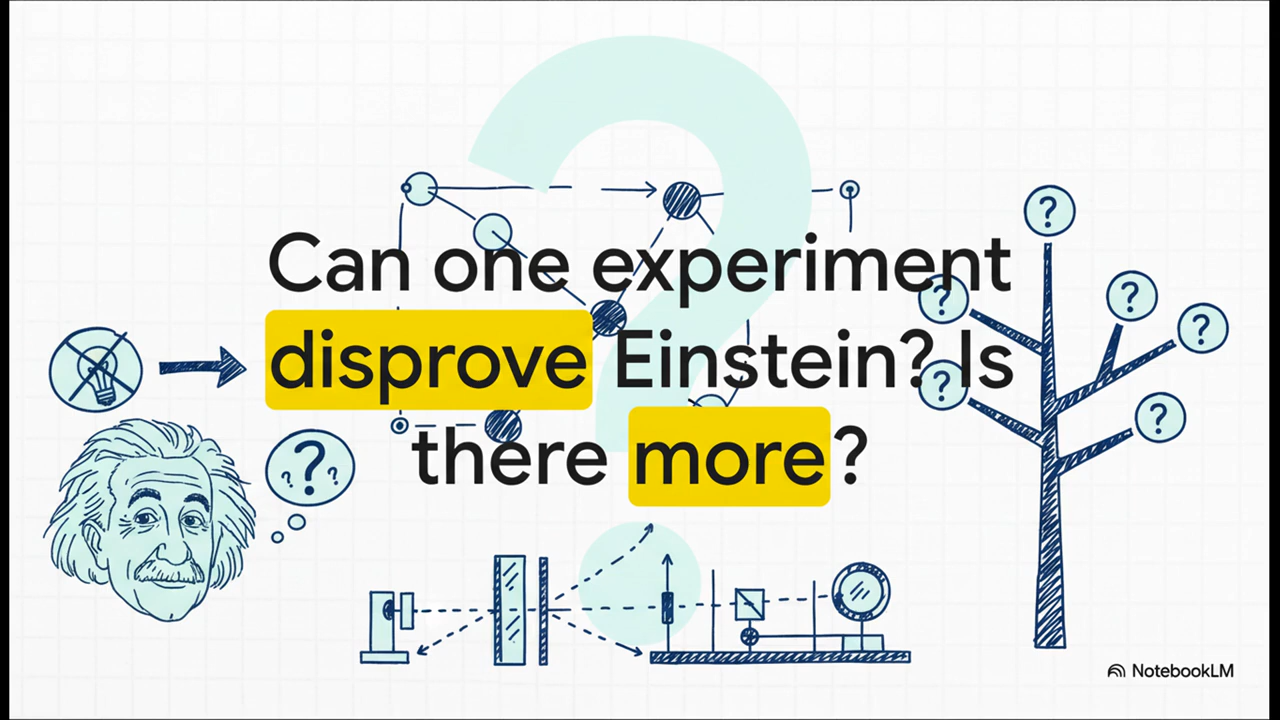 Can one experiment
disprove Einstein? Is
there more?
?
? ? ?
?
?
?
?
?
?
NotebookLM